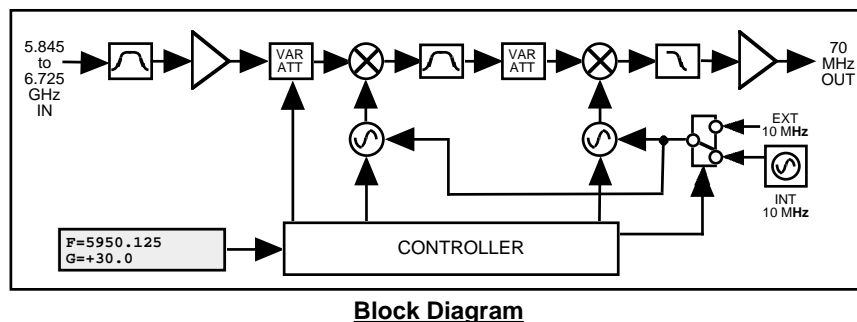 5.845
to
6.725
GHz
IN
VAR
ATT
VAR
ATT
70
MHz
OUT
EXT
10 MHz
INT
10 MHz
F=5950.125
G=+30.0
CONTROLLER
Block Diagram